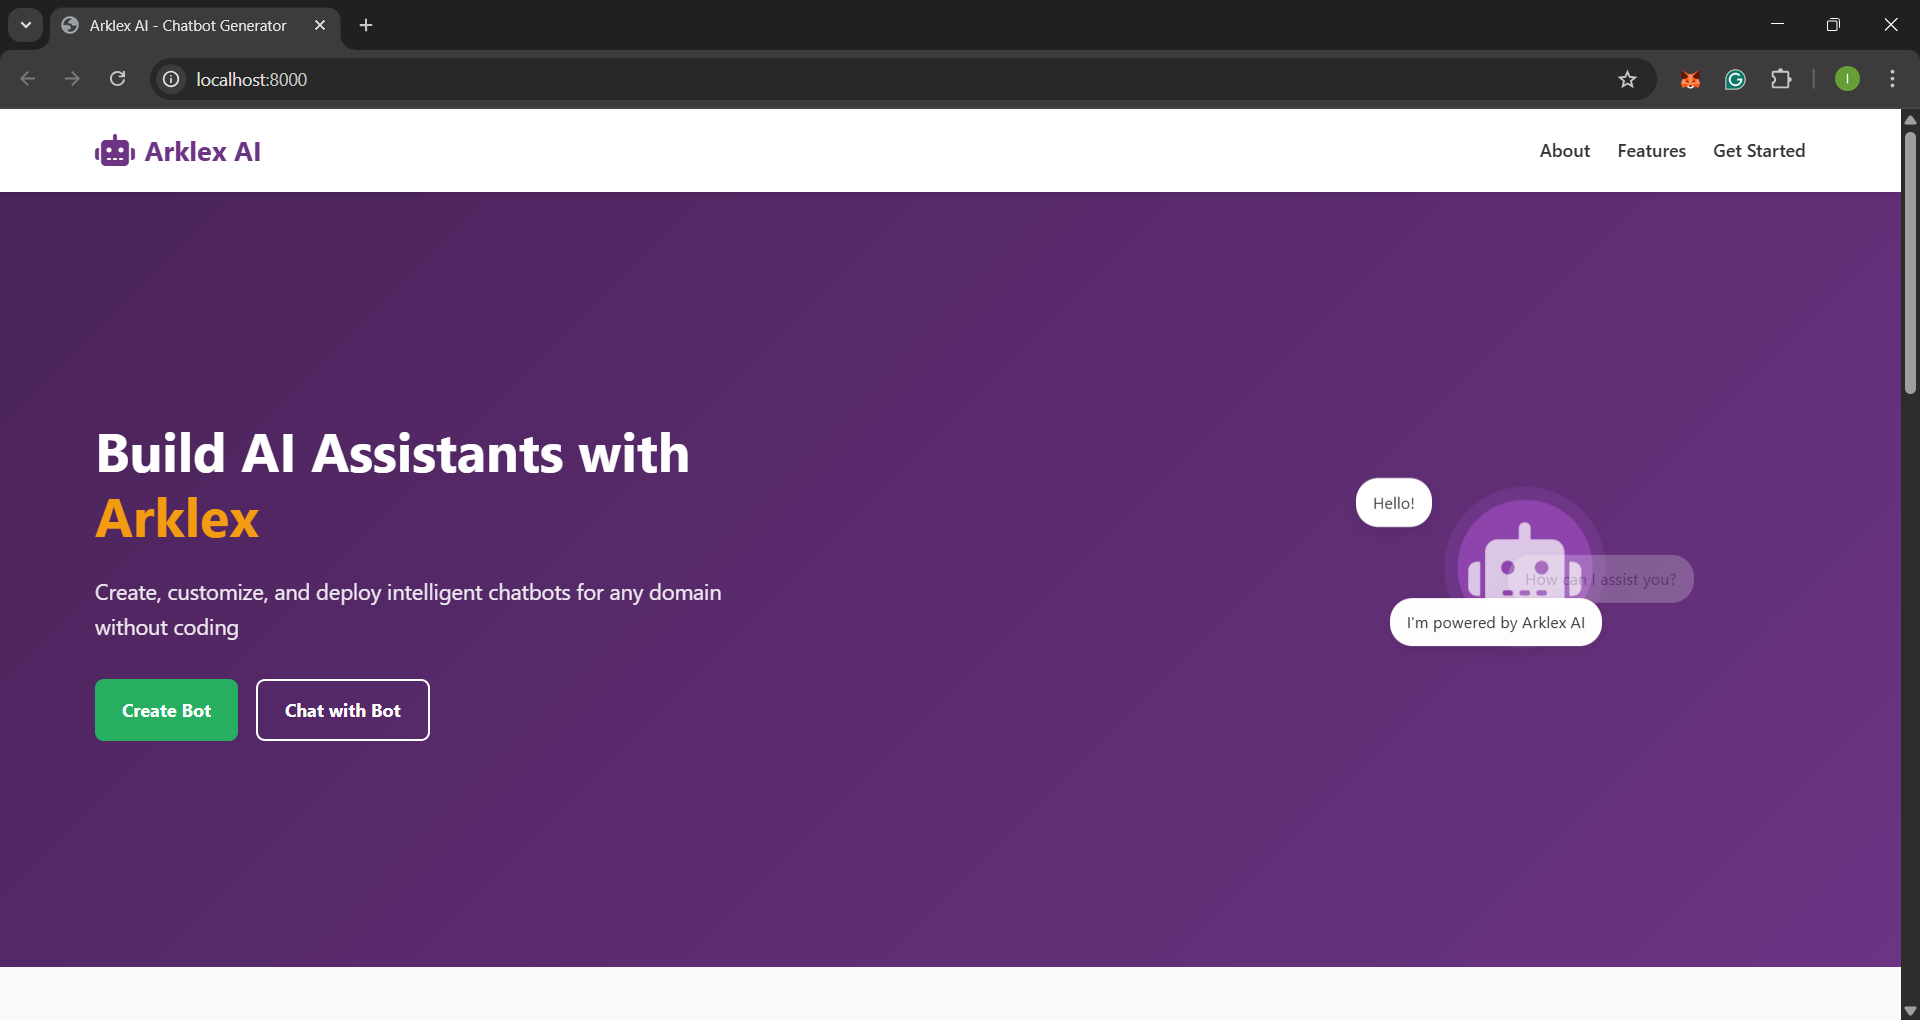 Arklex AI - Chatbot Generator
localhost:8000
I
Arklex AI
About
Features
Get Started
Build AI Assistants with
Arklex
Create, customize, and deploy intelligent chatbots for any domain
without coding
Create Bot
Chat with Bot
Hello!
How can I assist you?
I'm powered by Arklex AI